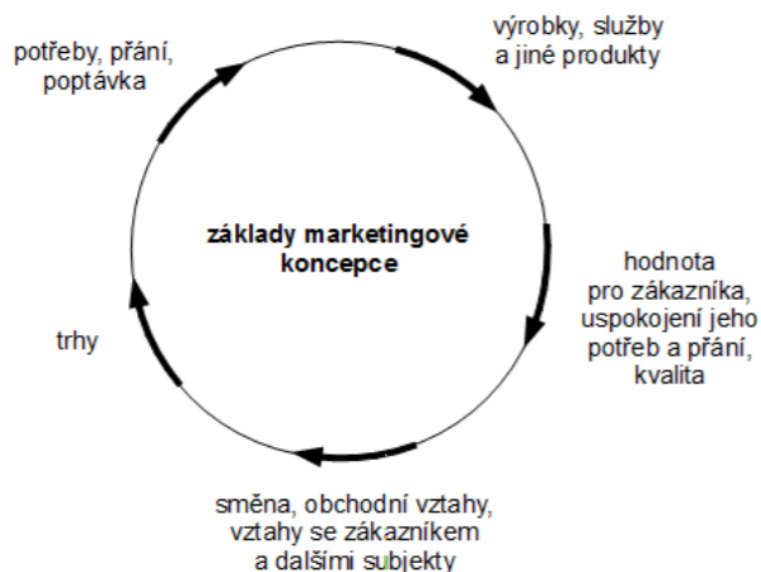 potřeby, přání,
poptávka
výrobky, služby
a jiné produkty
základy marketingové
koncepce
hodnota
pro zákazníka,
uspokojení jeho
potřeb a přání,
kvalita
trhy
směna, obchodní vztahy,
vztahy se zákazníkem
a dalšími subjekty